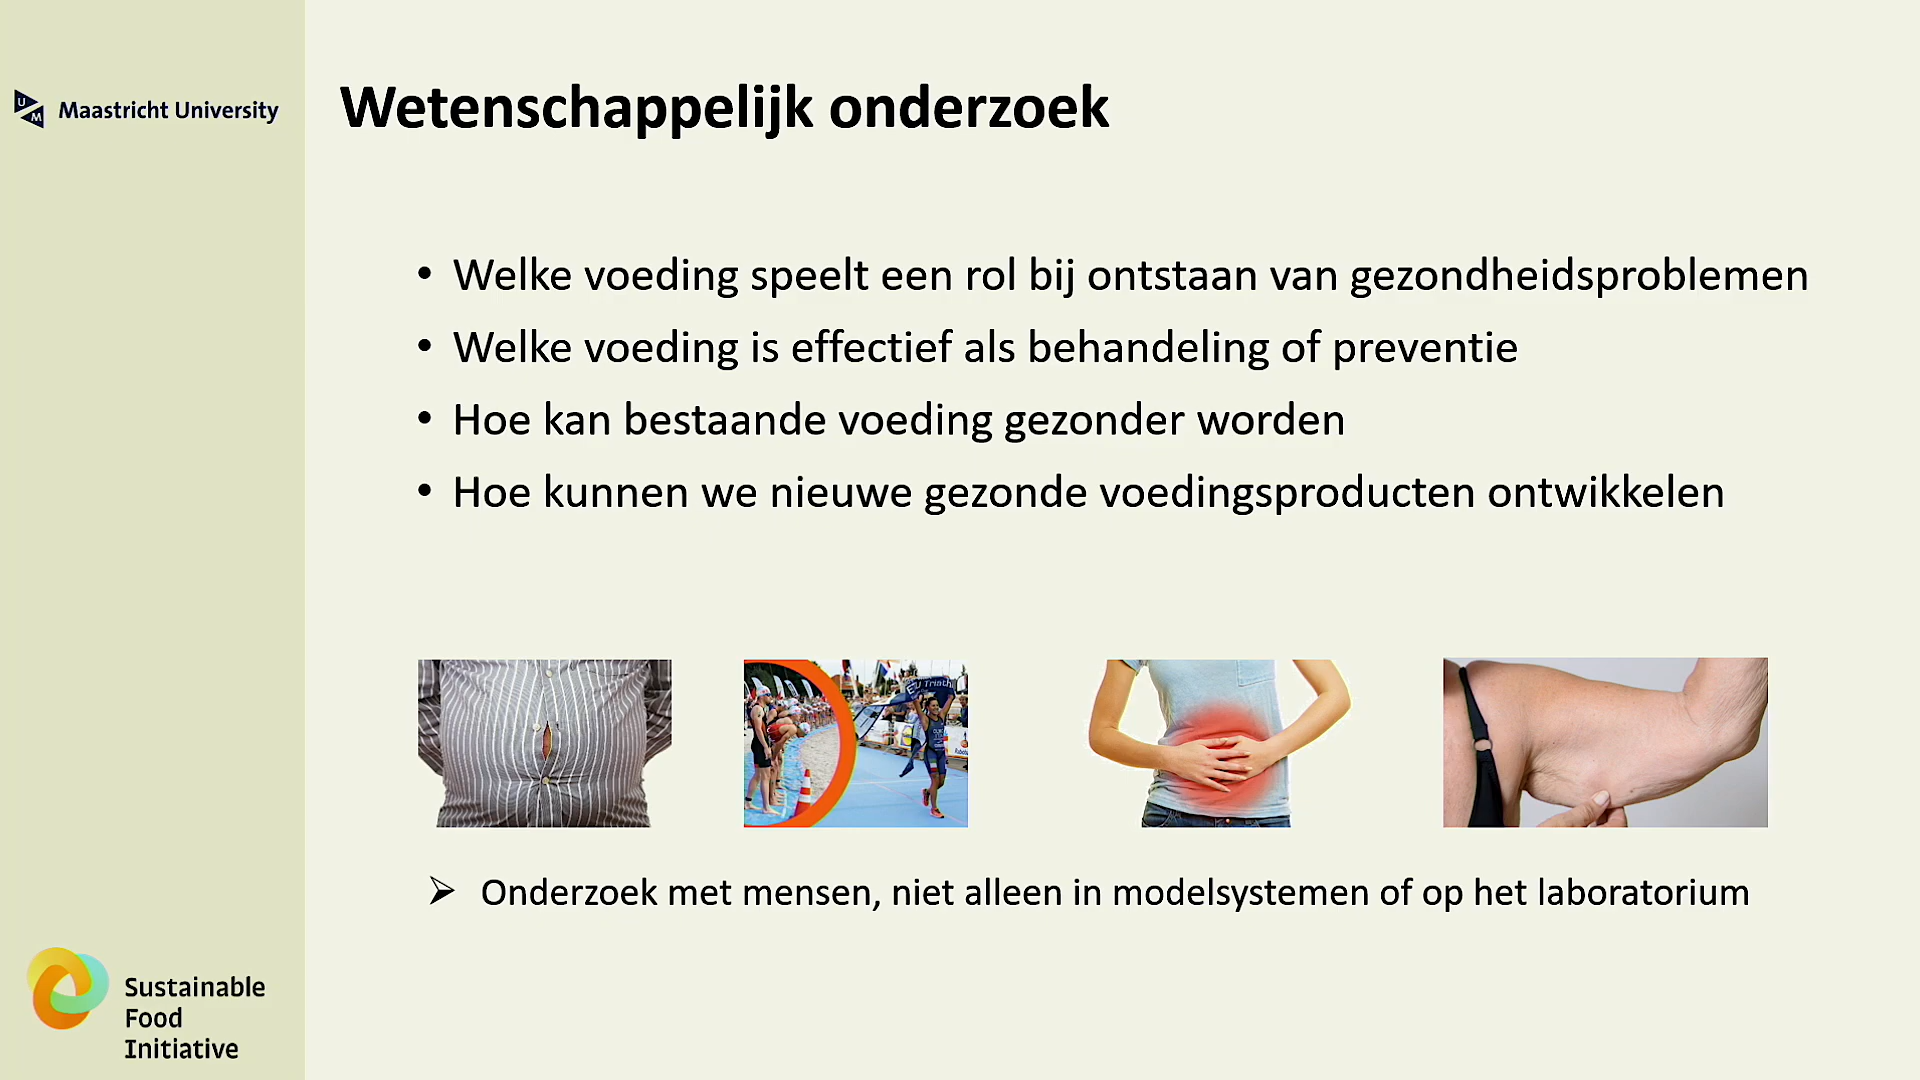 UM Maastricht University
Wetenschappelijk onderzoek
• Welke voeding speelt een rol bij ontstaan van gezondheidsproblemen
• Welke voeding is effectief als behandeling of preventie
• Hoe kan bestaande voeding gezonder worden
• Hoe kunnen we nieuwe gezonde voedingsproducten ontwikkelen
➢ Onderzoek met mensen, niet alleen in modelsystemen of op het laboratorium
Sustainable
Food
Initiative